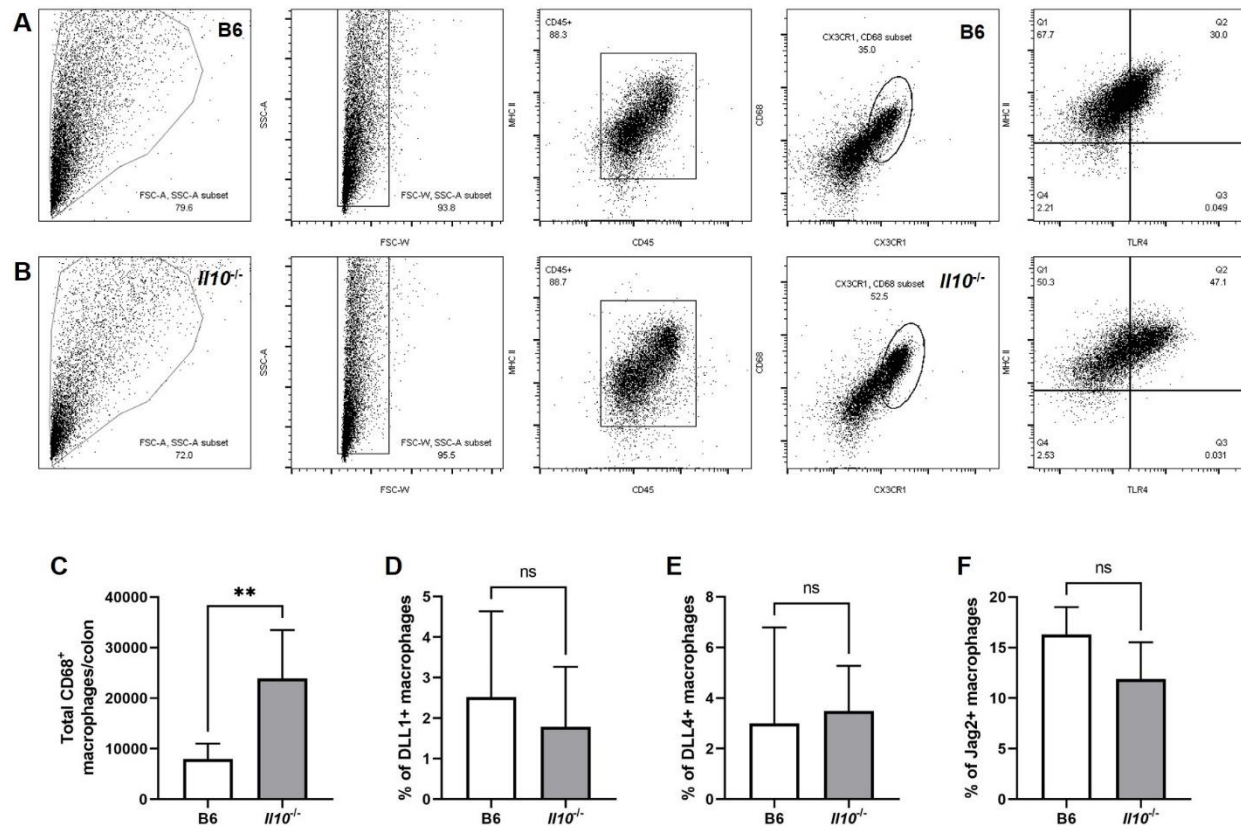 A
B6
FSC-A, SSC-A subset
79.6
SSC-A
FSC-W, SSC-A subset
93.8
FSC-W
MHC II
CD45+
88.3
CD45
CD68
CX3CR1, CD68 subset
35.0
B6
CX3CR1
MHC II
Q1
67.7
Q2
30.0
Q4
2.21
Q3
0.049
TLR4
B
Il10-/-
FSC-A, SSC-A subset
72.0
SSC-A
FSC-W, SSC-A subset
95.5
FSC-W
MHC II
CD45+
88.7
CD45
CD68
CX3CR1, CD68 subset
52.5
Il10-/-
CX3CR1
MHC II
Q1
50.3
Q2
47.1
Q4
2.53
Q3
0.031
TLR4
C
Total CD68+
macrophages/colon
40000
30000
20000
10000
0
**
B6
Il10-/-
D
% of DLL1+ macrophages
5
4
3
2
1
0
ns
B6
Il10-/-
E
% of DLL4+ macrophages
8
6
4
2
0
ns
B6
Il10-/-
F
% of Jag2+ macrophages
20
15
10
5
0
ns
B6
Il10-/-